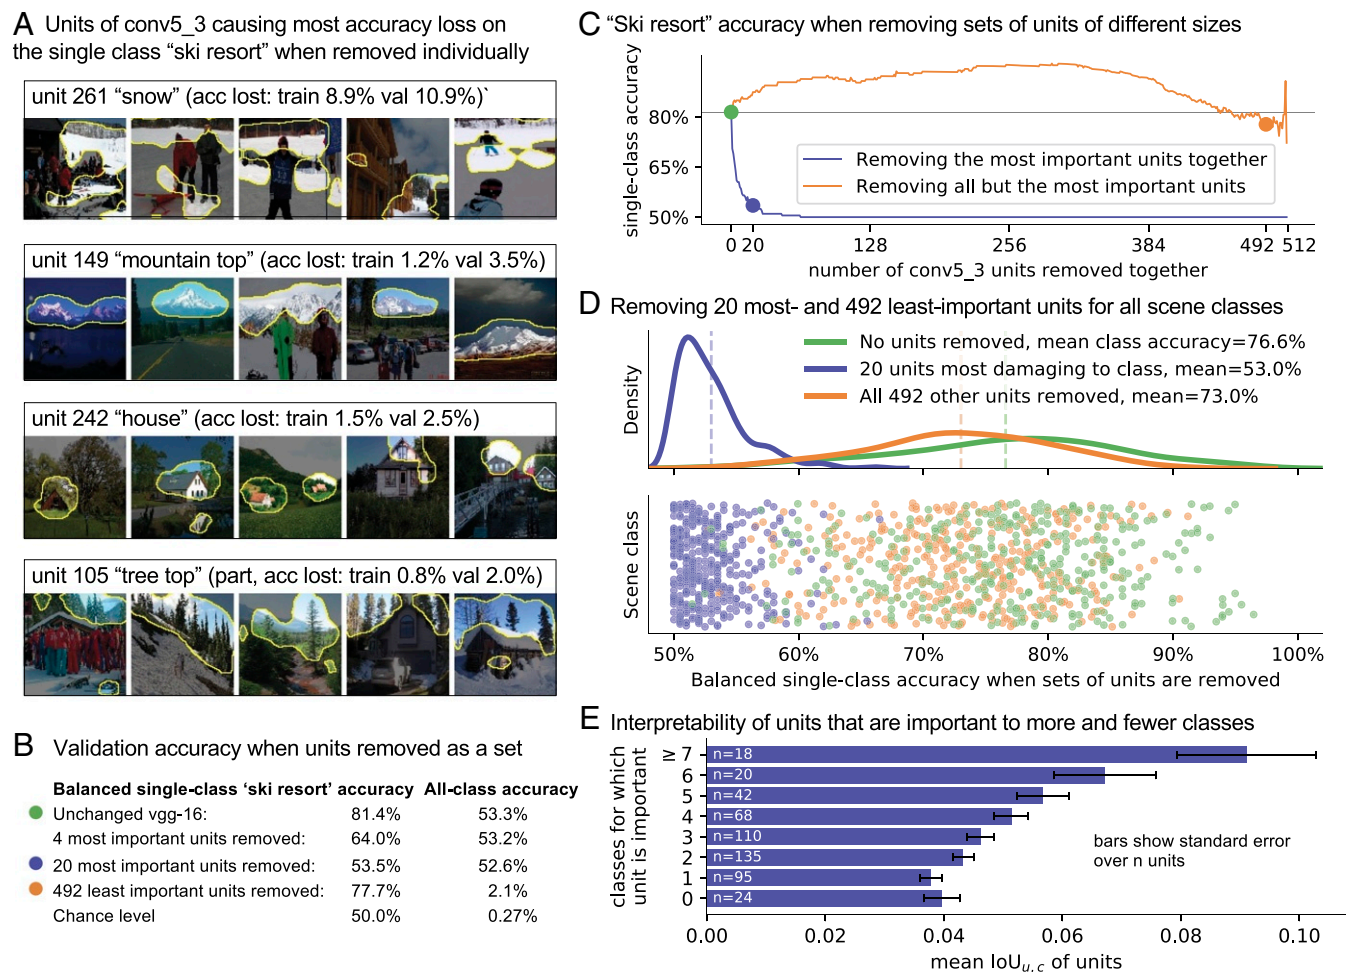 A Units of conv5_3 causing most accuracy loss on
the single class “ski resort” when removed individually
unit 261 “snow” (acc lost: train 8.9% val 10.9%)`
unit 149 “mountain top” (acc lost: train 1.2% val 3.5%)
unit 242 “house” (acc lost: train 1.5% val 2.5%)
unit 105 “tree top” (part, acc lost: train 0.8% val 2.0%)
B Validation accuracy when units removed as a set
Balanced single-class ‘ski resort’ accuracy All-class accuracy
Unchanged vgg-16: 81.4% 53.3%
4 most important units removed: 64.0% 53.2%
20 most important units removed: 53.5% 52.6%
492 least important units removed: 77.7% 2.1%
Chance level 50.0% 0.27%
C “Ski resort” accuracy when removing sets of units of different sizes
single-class accuracy
80%
65%
50%
Removing the most important units together
Removing all but the most important units
0 20 128 256 384 492 512
number of conv5_3 units removed together
D Removing 20 most- and 492 least-important units for all scene classes
Density
No units removed, mean class accuracy=76.6%
20 units most damaging to class, mean=53.0%
All 492 other units removed, mean=73.0%
Scene class
50% 60% 70% 80% 90% 100%
Balanced single-class accuracy when sets of units are removed
E Interpretability of units that are important to more and fewer classes
classes for which
unit is important
≥ 7 n=18
6 n=20
5 n=42
4 n=68
3 n=110
2 n=135
1 n=95
0 n=24
bars show standard error
over n units
0.00 0.02 0.04 0.06 0.08 0.10
mean IoU_{u,c} of units